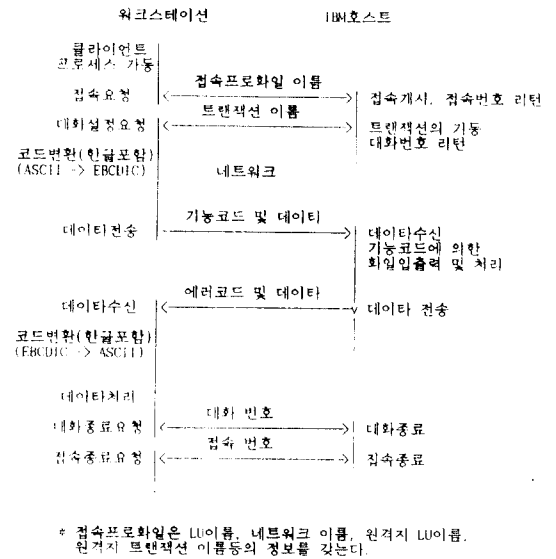 워크스테이션 IBM호스트
클라이언트
프로세스 가동
접속프로화일 이름
접속요청 접속개시, 접속번호 리턴
트랜잭션 이름
대화설정요청 트랜잭션의 기동
대화번호 리턴
코드변환(한글포함)
(ASCII -> EBCDIC) 네트워크
기능코드 및 데이터
데이타전송 데이타수신
기능코드에 의한
화일입출력 및 처리
에러코드 및 데이타
데이타수신 데이타 전송
코드변환(한글포함)
(EBCDIC -> ASCII)
데이타처리
대화 번호
대화종료요청 대화종료
접속 번호
접속종료요청 접속종료
* 접속프로화일은 LU이름, 네트워크 이름, 원격지 LU이름,
원격지 트랜잭션 이름등의 정보를 갖는다.